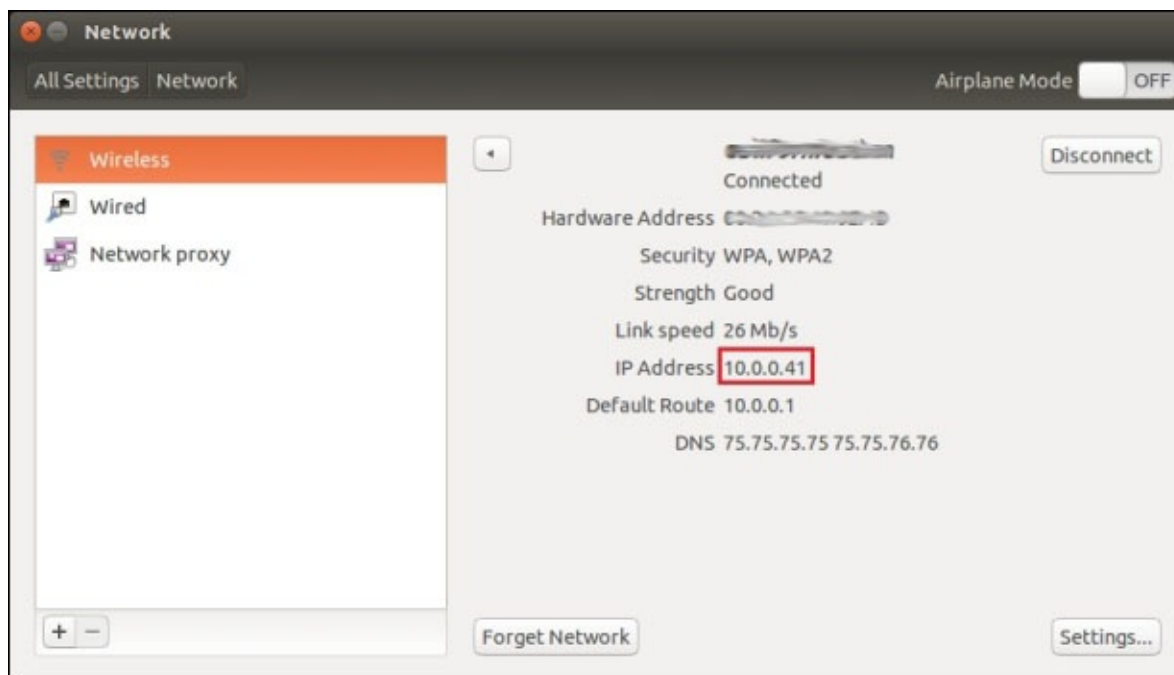 Network
All Settings Network
Airplane Mode OFF
Wireless
Wired
Network proxy
Disconnect
Connected
Hardware Address
Security WPA, WPA2
Strength Good
Link speed 26 Mb/s
IP Address 10.0.0.41
Default Route 10.0.0.1
DNS 75.75.75.75 75.75.76.76
+ −
Forget Network
Settings...